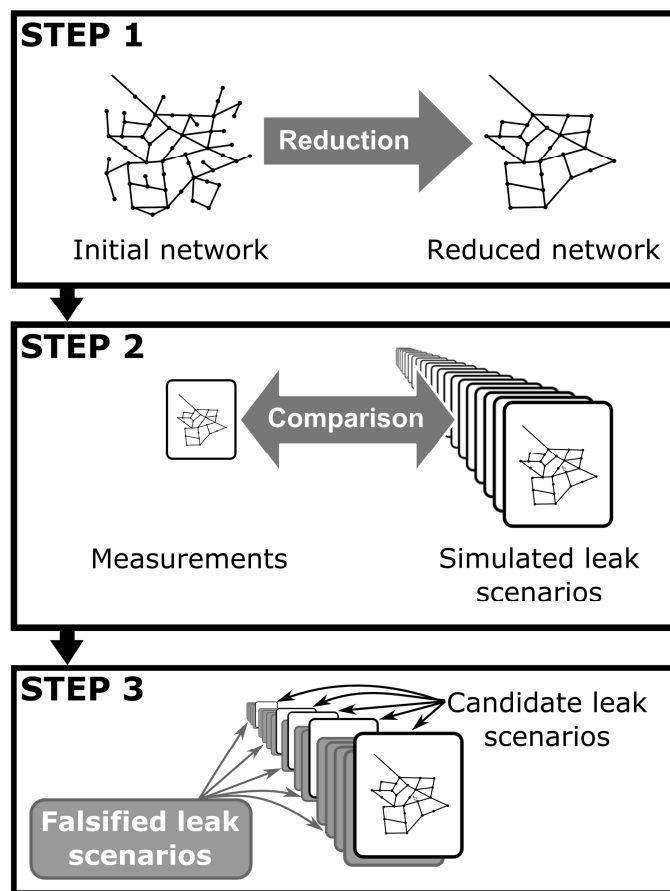 STEP 1
Reduction
Initial network
Reduced network
STEP 2
Comparison
Measurements
Simulated leak
scenarios
STEP 3
Candidate leak
scenarios
Falsified leak
scenarios